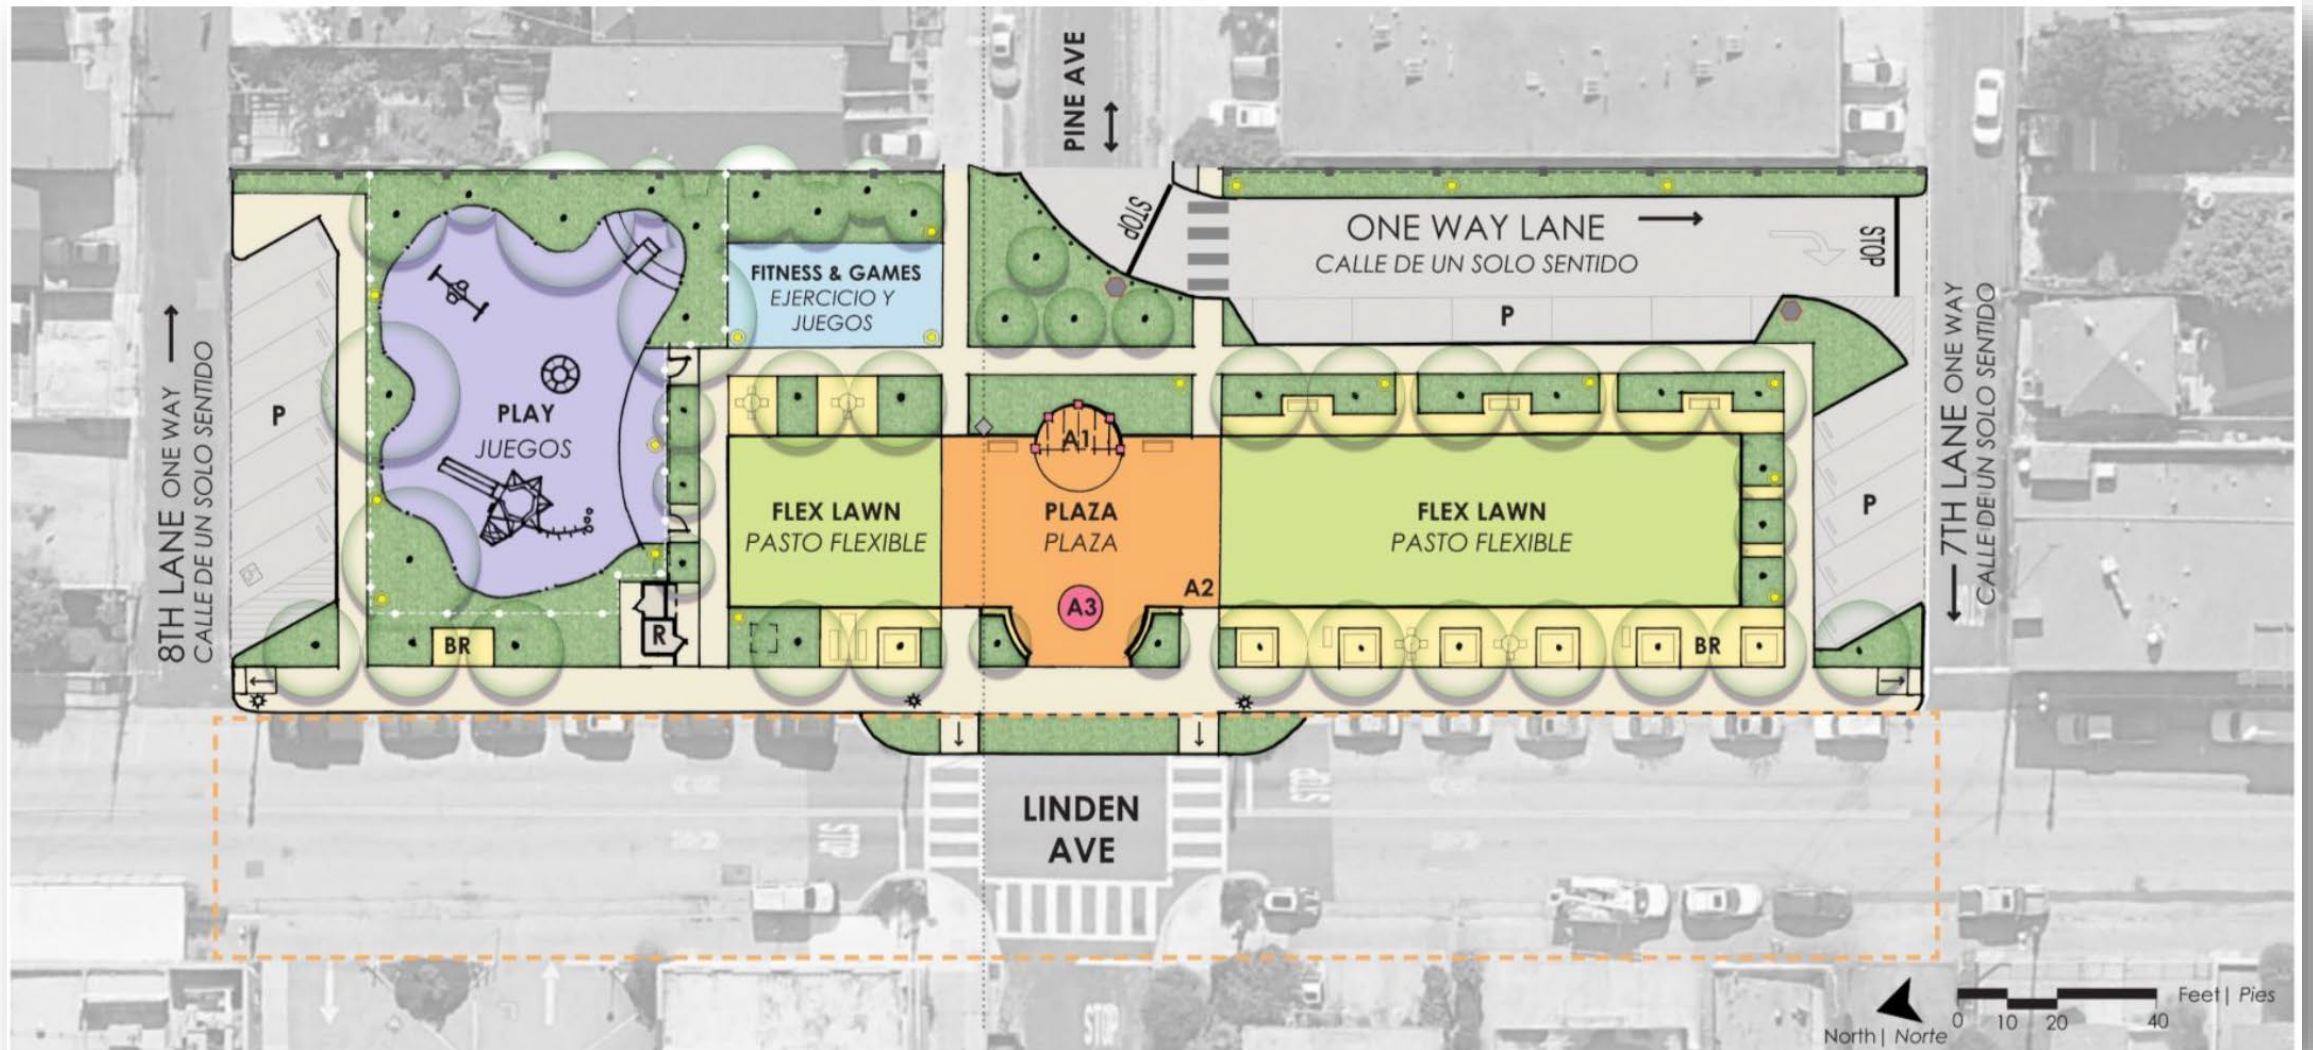 PINE AVE
STOP
ONE WAY LANE
CALLE DE UN SOLO SENTIDO
STOP
FITNESS & GAMES
EJERCICIO Y
JUEGOS
P
P
A1
PLAY
JUEGOS
8TH LANE ONE WAY
CALLE DE UN SOLO SENTIDO
7TH LANE ONE WAY
CALLE DE UN SOLO SENTIDO
FLEX LAWN
PASTO FLEXIBLE
PLAZA
PLAZA
FLEX LAWN
PASTO FLEXIBLE
P
A2
A3
BR
R
BR
STOP
STOP
LINDEN
AVE
STOP
North | Norte
0 10 20 40
Feet | Pies